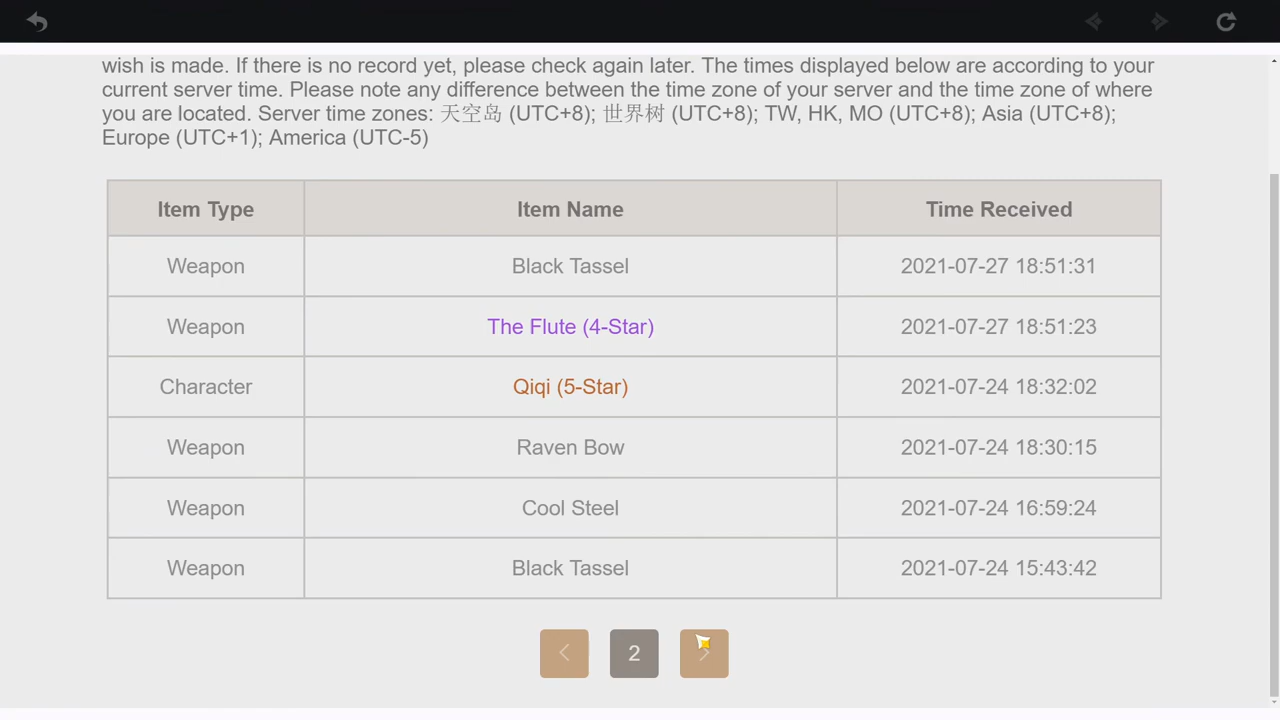 wish is made. If there is no record yet, please check again later. The times displayed below are according to your
current server time. Please note any difference between the time zone of your server and the time zone of where
you are located. Server time zones: 天空岛 (UTC+8); 世界树 (UTC+8); TW, HK, MO (UTC+8); Asia (UTC+8);
Europe (UTC+1); America (UTC-5)
Item Type Item Name Time Received
Weapon Black Tassel 2021-07-27 18:51:31
Weapon The Flute (4-Star) 2021-07-27 18:51:23
Character Qiqi (5-Star) 2021-07-24 18:32:02
Weapon Raven Bow 2021-07-24 18:30:15
Weapon Cool Steel 2021-07-24 16:59:24
Weapon Black Tassel 2021-07-24 15:43:42
2